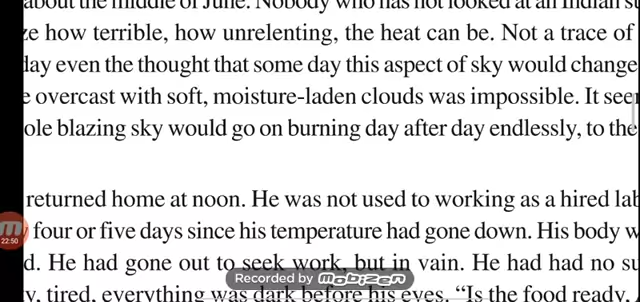 about the middle of June. Nobody who has not looked at an Indian
how terrible, how unrelenting, the heat can be. Not a trace of
day even the thought that some day this aspect of sky would change
overcast with soft, moisture-laden clouds was impossible. It
blazing sky would go on burning day after day endlessly, to the
returned home at noon. He was not used to working as a hired
four or five days since his temperature had gone down. His body
22:50
He had gone out to seek work, but in vain. He had had no
Recorded by mobizen
tired, everything was dark before his eyes. “Is the food ready,